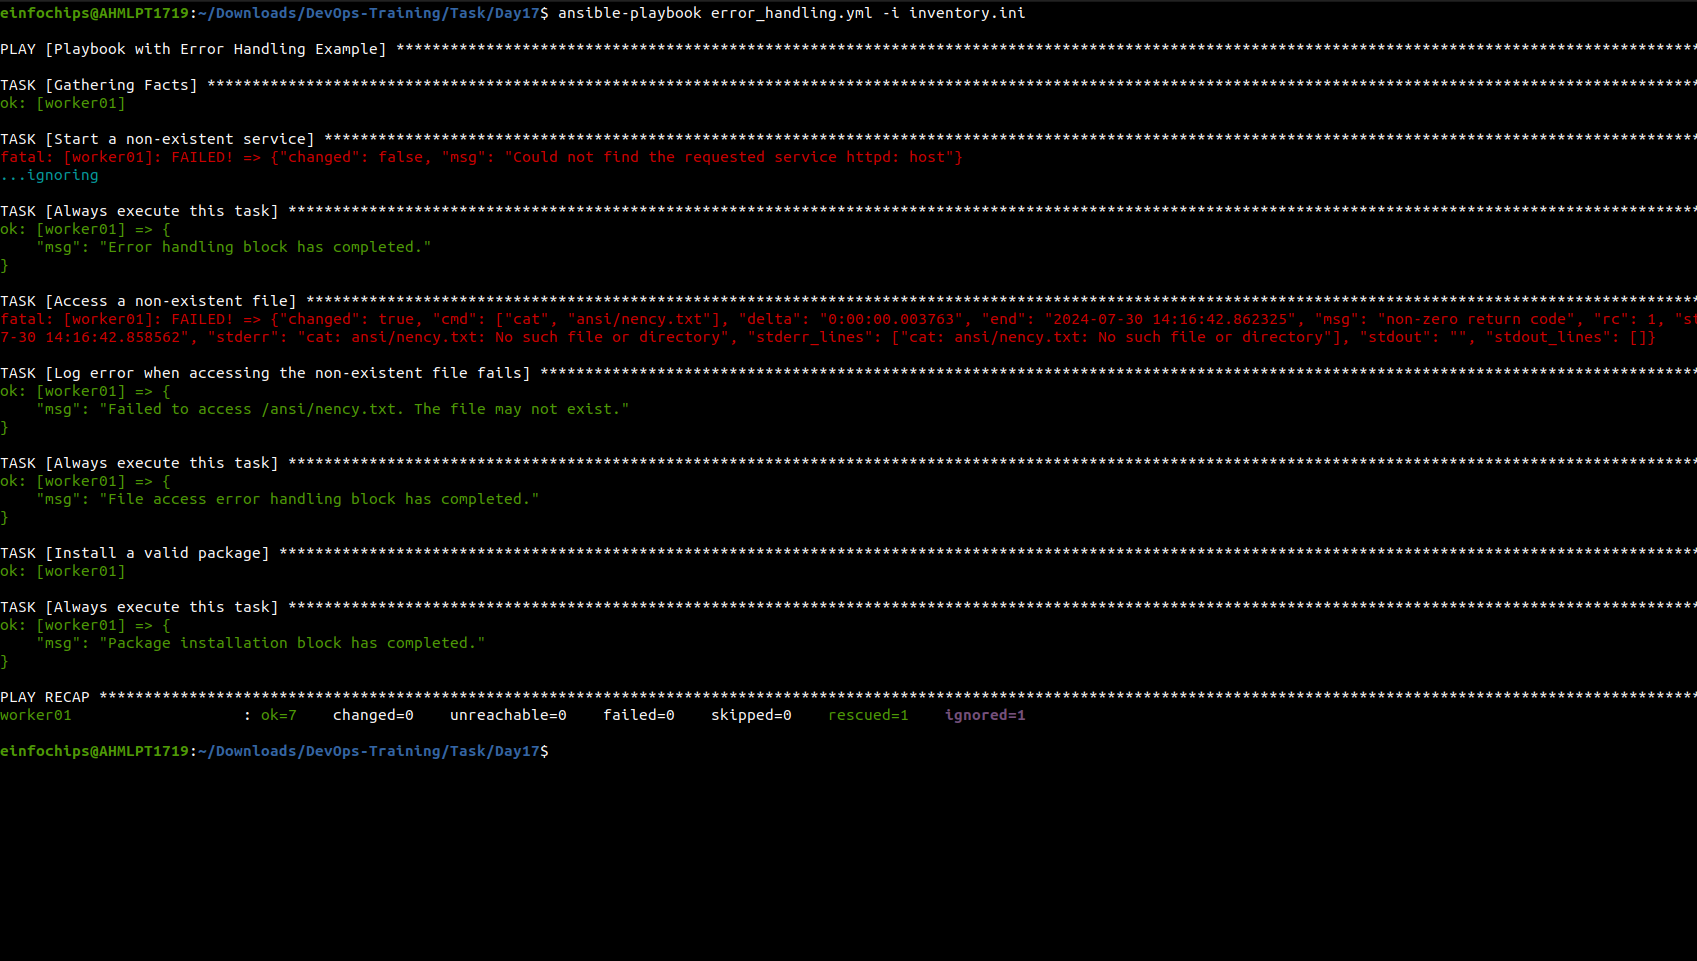 einfochips@AHMLPT1719:~/Downloads/DevOps-Training/Task/Day17$ ansible-playbook error_handling.yml -i inventory.ini
PLAY [Playbook with Error Handling Example] ************************************************************************************************************************************************
TASK [Gathering Facts] *********************************************************************************************************************************************************************
ok: [worker01]
TASK [Start a non-existent service] ********************************************************************************************************************************************************
fatal: [worker01]: FAILED! => {"changed": false, "msg": "Could not find the requested service httpd: host"}
...ignoring
TASK [Always execute this task] ************************************************************************************************************************************************************
ok: [worker01] => {
    "msg": "Error handling block has completed."
}
TASK [Access a non-existent file] **********************************************************************************************************************************************************
fatal: [worker01]: FAILED! => {"changed": true, "cmd": ["cat", "ansi/nency.txt"], "delta": "0:00:00.003763", "end": "2024-07-30 14:16:42.862325", "msg": "non-zero return code", "rc": 1, "st
7-30 14:16:42.858562", "stderr": "cat: ansi/nency.txt: No such file or directory", "stderr_lines": ["cat: ansi/nency.txt: No such file or directory"], "stdout": "", "stdout_lines": []}
TASK [Log error when accessing the non-existent file fails] ********************************************************************************************************************************
ok: [worker01] => {
    "msg": "Failed to access /ansi/nency.txt. The file may not exist."
}
TASK [Always execute this task] ************************************************************************************************************************************************************
ok: [worker01] => {
    "msg": "File access error handling block has completed."
}
TASK [Install a valid package] *************************************************************************************************************************************************************
ok: [worker01]
TASK [Always execute this task] ************************************************************************************************************************************************************
ok: [worker01] => {
    "msg": "Package installation block has completed."
}
PLAY RECAP *********************************************************************************************************************************************************************************
worker01                   : ok=7    changed=0    unreachable=0    failed=0    skipped=0    rescued=1    ignored=1
einfochips@AHMLPT1719:~/Downloads/DevOps-Training/Task/Day17$